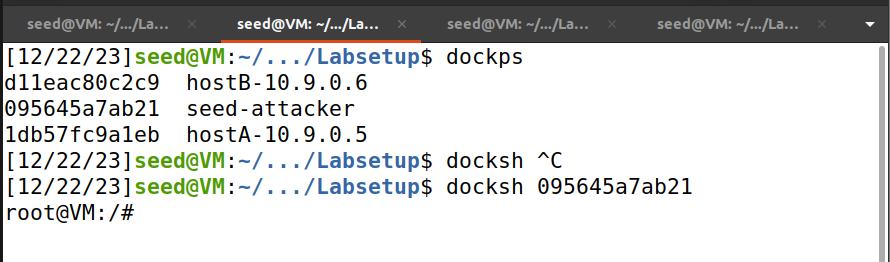 seed@VM: ~/.../La... × seed@VM: ~/.../La... × seed@VM: ~/.../La... × seed@VM: ~/.../La... ×
[12/22/23]seed@VM:~/.../Labsetup$ dockps
d11eac80c2c9  hostB-10.9.0.6
095645a7ab21  seed-attacker
1db57fc9a1eb  hostA-10.9.0.5
[12/22/23]seed@VM:~/.../Labsetup$ docksh ^C
[12/22/23]seed@VM:~/.../Labsetup$ docksh 095645a7ab21
root@VM:/#